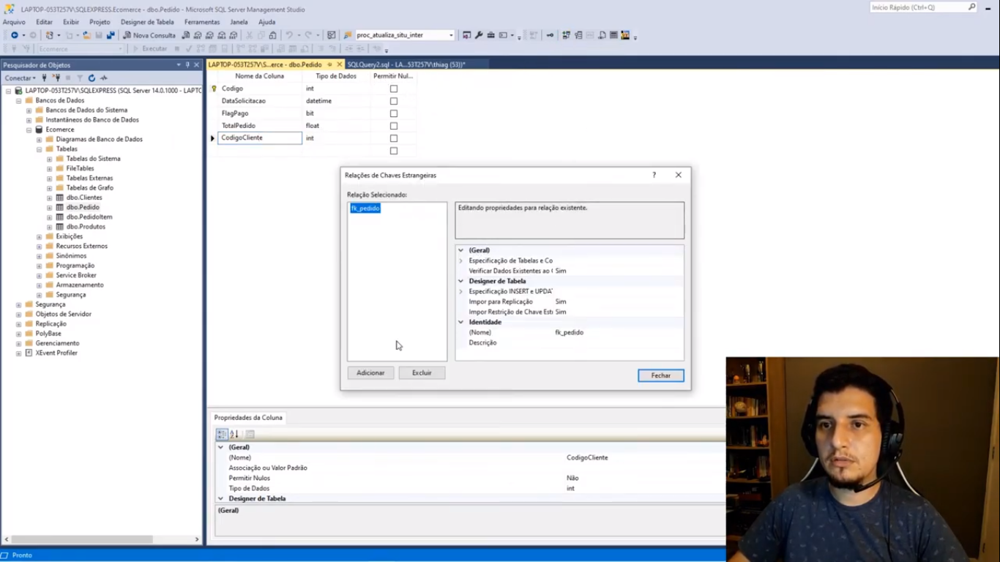 LAPTOP-053T257V\SQLEXPRESS.Ecomerce - dbo.Pedido - Microsoft SQL Server Management Studio
Início Rápido (Ctrl+Q)
Arquivo Editar Exibir Projeto Designer de Tabela Ferramentas Janela Ajuda
Nova Consulta
proc_atualiza_situ_inter
Ecomerce
Executar
Pesquisador de Objetos
Conectar
LAPTOP-053T257V\SQLEXPRESS (SQL Server 14.0.1000 - LAPTO
Bancos de Dados
Bancos de Dados do Sistema
Instantâneos do Banco de Dados
Ecomerce
Diagramas de Banco de Dados
Tabelas
Tabelas do Sistema
FileTables
Tabelas Externas
Tabelas de Grafo
dbo.Clientes
dbo.Pedido
dbo.PedidoItem
dbo.Produtos
Exibições
Recursos Externos
Sinônimos
Programação
Service Broker
Armazenamento
Segurança
Segurança
Objetos de Servidor
Replicação
PolyBase
Gerenciamento
XEvent Profiler
LAPTOP-053T257V\S...erce - dbo.Pedido
SQLQuery2.sql - LA...53T257V\thiag (53))*
Nome da Coluna Tipo de Dados Permitir Nul...
Codigo int
DataSolicitacao datetime
FlagPago bit
TotalPedido float
CodigoCliente int
Relações de Chaves Estrangeiras
?
Relação Selecionado:
fk_pedido
Editando propriedades para relação existente.
(Geral)
Especificação de Tabelas e Co
Verificar Dados Existentes ao ( Sim
Designer de Tabela
Especificação INSERT e UPDA
Impor para Replicação Sim
Impor Restrição de Chave Est Sim
Identidade
(Nome) fk_pedido
Descrição
Adicionar
Excluir
Fechar
Propriedades da Coluna
(Geral)
(Nome) CodigoCliente
Associação ou Valor Padrão
Permitir Nulos Não
Tipo de Dados int
Designer de Tabela
(Geral)
Pronto